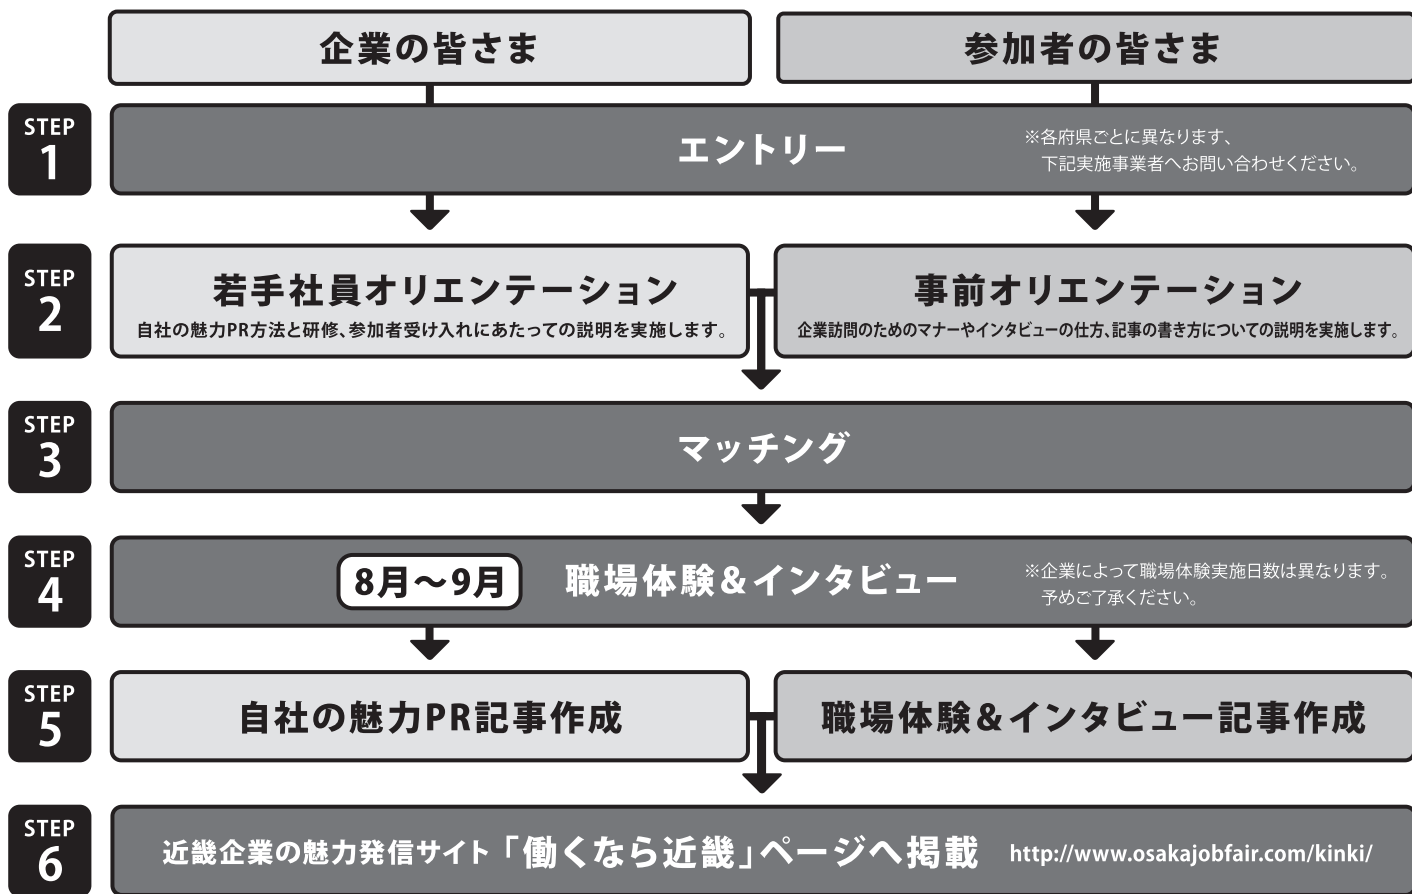 企業の皆さま
参加者の皆さま
STEP
1
エントリー
※各府県ごとに異なります、
下記実施事業者へお問い合わせください。
STEP
2
若手社員オリエンテーション
自社の魅力PR方法と研修、参加者受け入れにあたっての説明を実施します。
事前オリエンテーション
企業訪問のためのマナーやインタビューの仕方、記事の書き方についての説明を実施します。
STEP
3
マッチング
STEP
4
8月〜9月
職場体験&インタビュー
※企業によって職場体験実施日数は異なります。
予めご了承ください。
STEP
5
自社の魅力PR記事作成
職場体験&インタビュー記事作成
STEP
6
近畿企業の魅力発信サイト「働くなら近畿」ページへ掲載 http://www.osakajobfair.com/kinki/